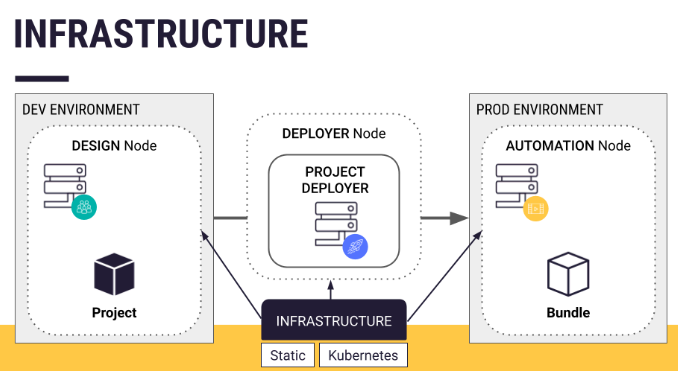 INFRASTRUCTURE
DEV ENVIRONMENT
DESIGN Node
Project
DEPLOYER Node
PROJECT
DEPLOYER
PROD ENVIRONMENT
AUTOMATION Node
Bundle
INFRASTRUCTURE
Static
Kubernetes